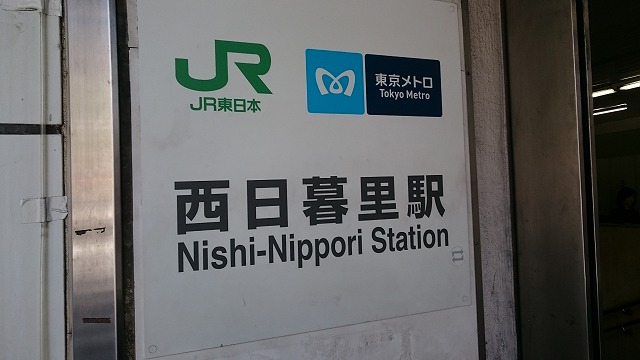 JR
JR東日本
東京メトロ
Tokyo Metro
西日暮里駅
Nishi-Nippori Station